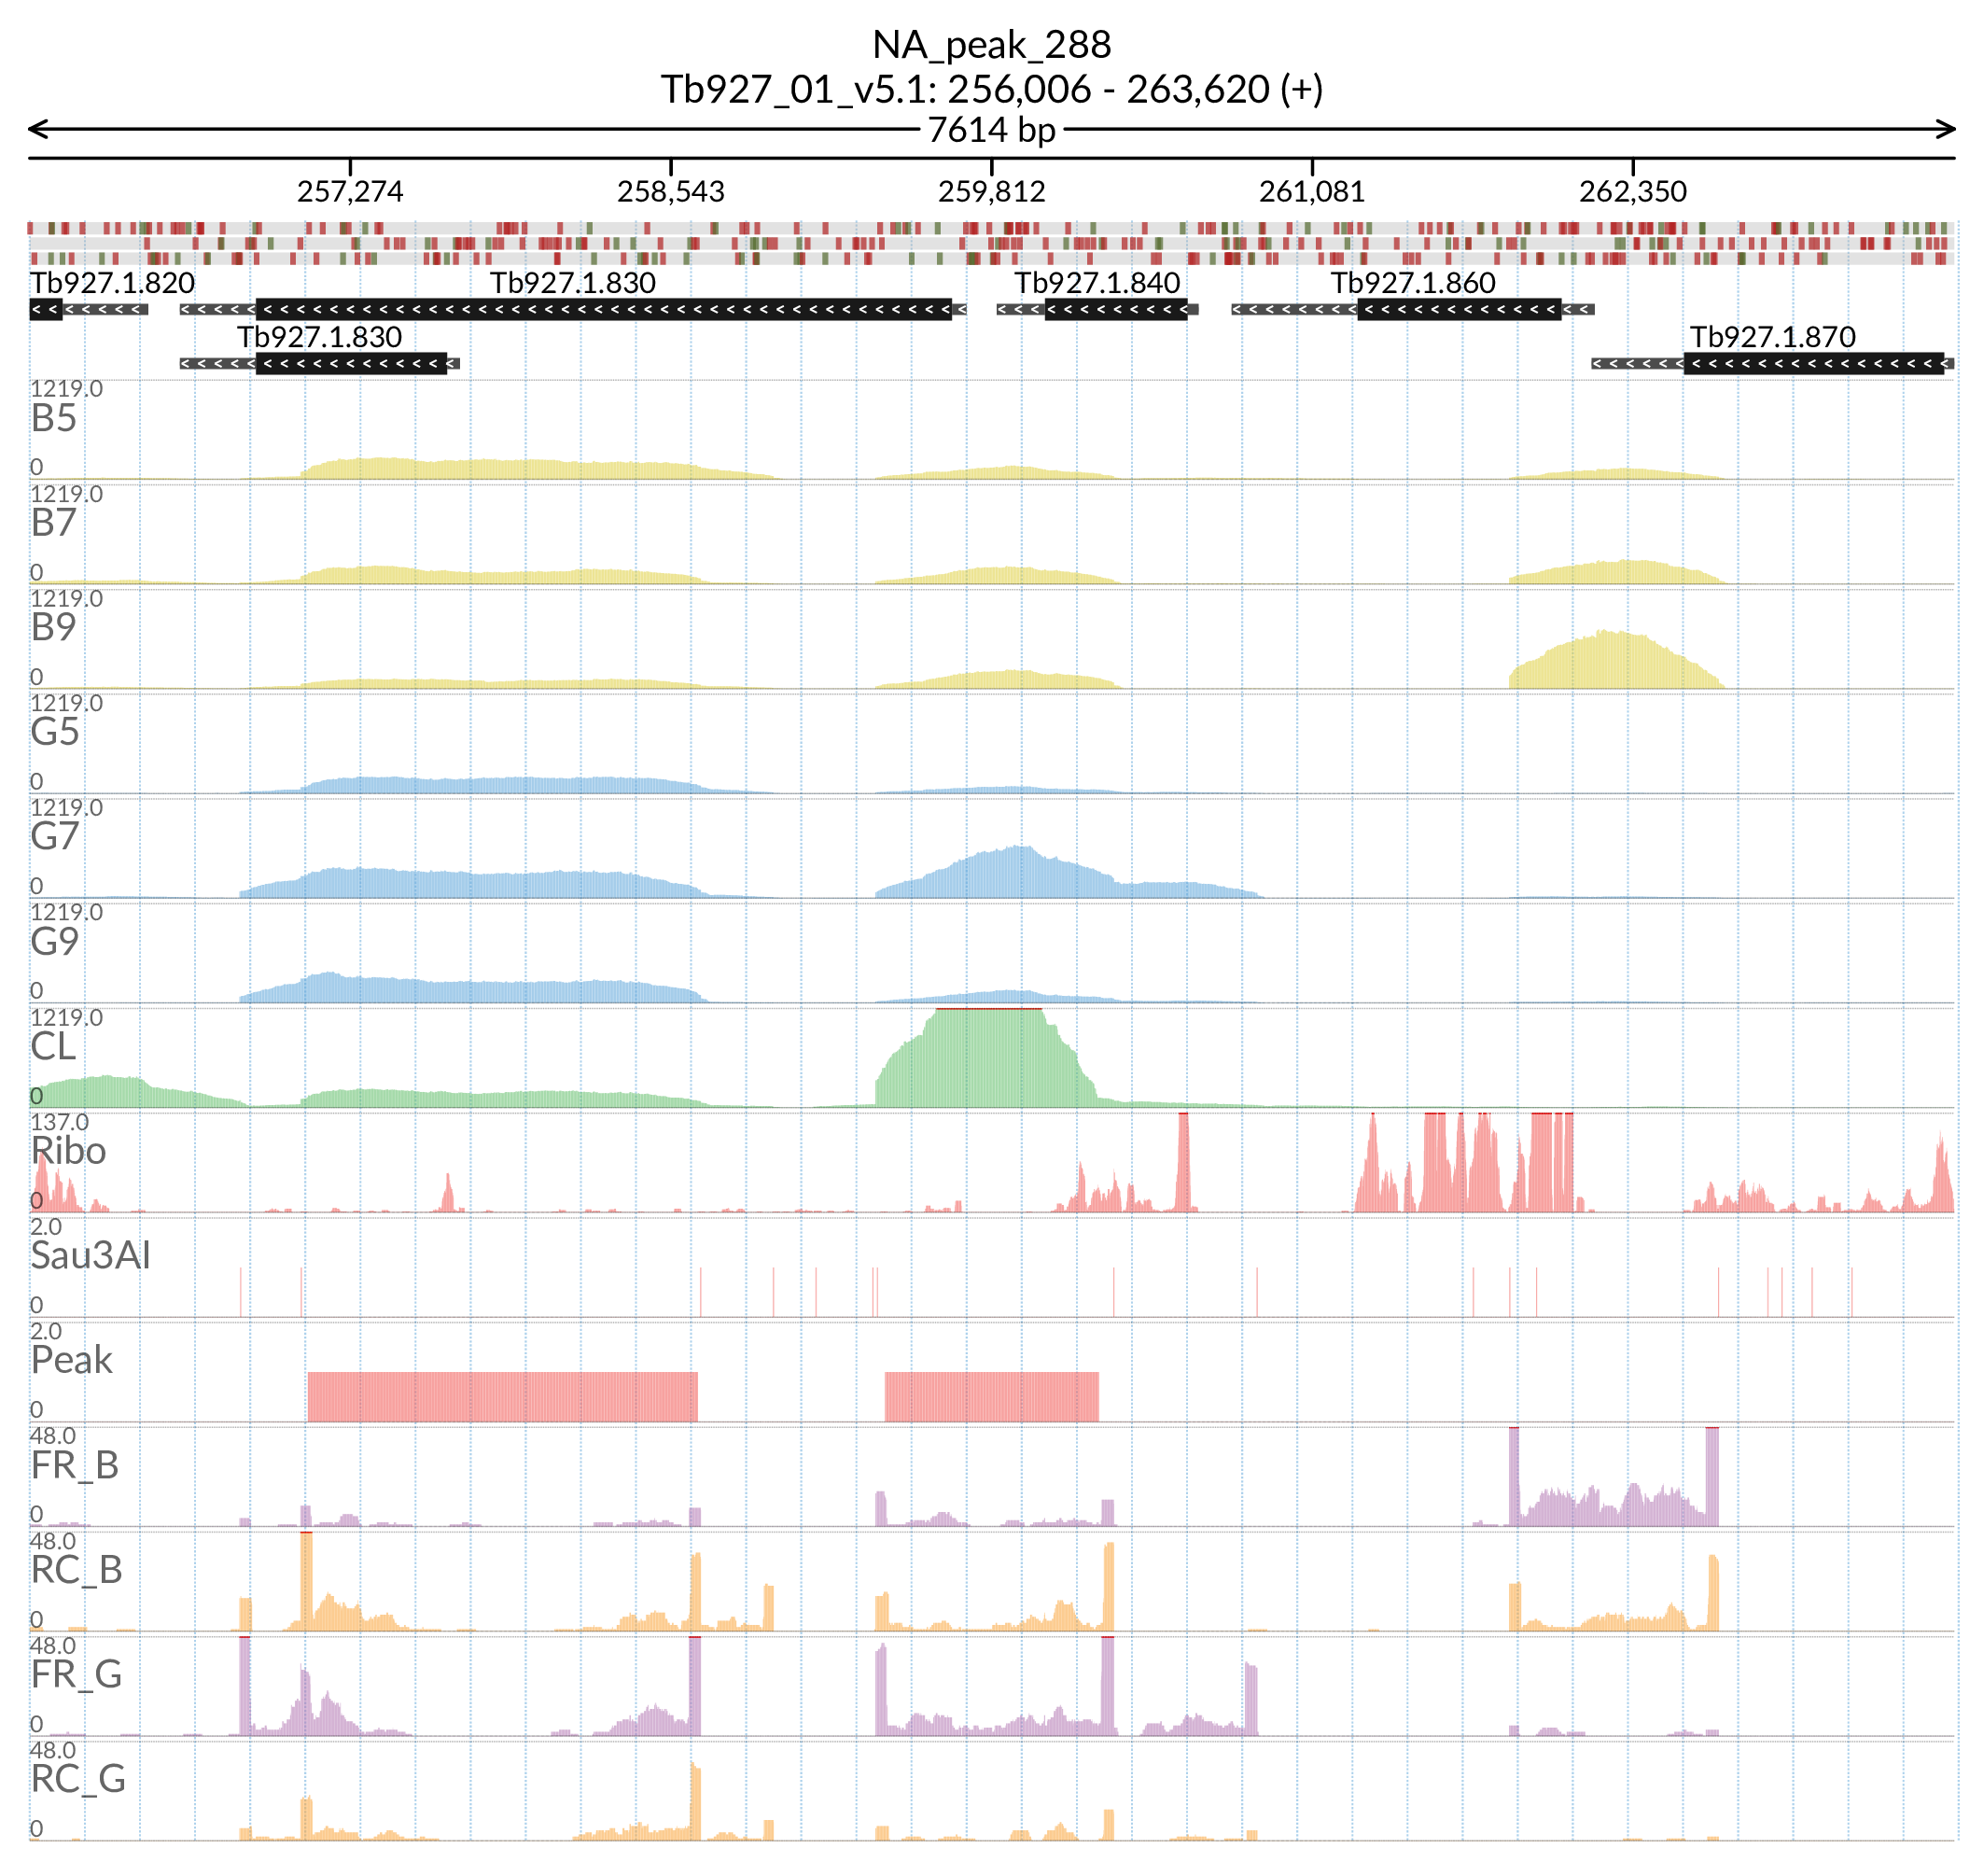 NA_peak_288
Tb927_01_v5.1: 256,006 - 263,620 (+)
7614 bp
257,274 258,543 259,812 261,081 262,350
Tb927.1.820 Tb927.1.830 Tb927.1.840 Tb927.1.860
Tb927.1.830 Tb927.1.870
1219.0
B5
0
1219.0
B7
0
1219.0
B9
0
1219.0
G5
0
1219.0
G7
0
1219.0
G9
0
1219.0
CL
0
137.0
Ribo
0
2.0
Sau3AI
0
2.0
Peak
0
48.0
FR_B
0
48.0
RC_B
0
48.0
FR_G
0
48.0
RC_G
0